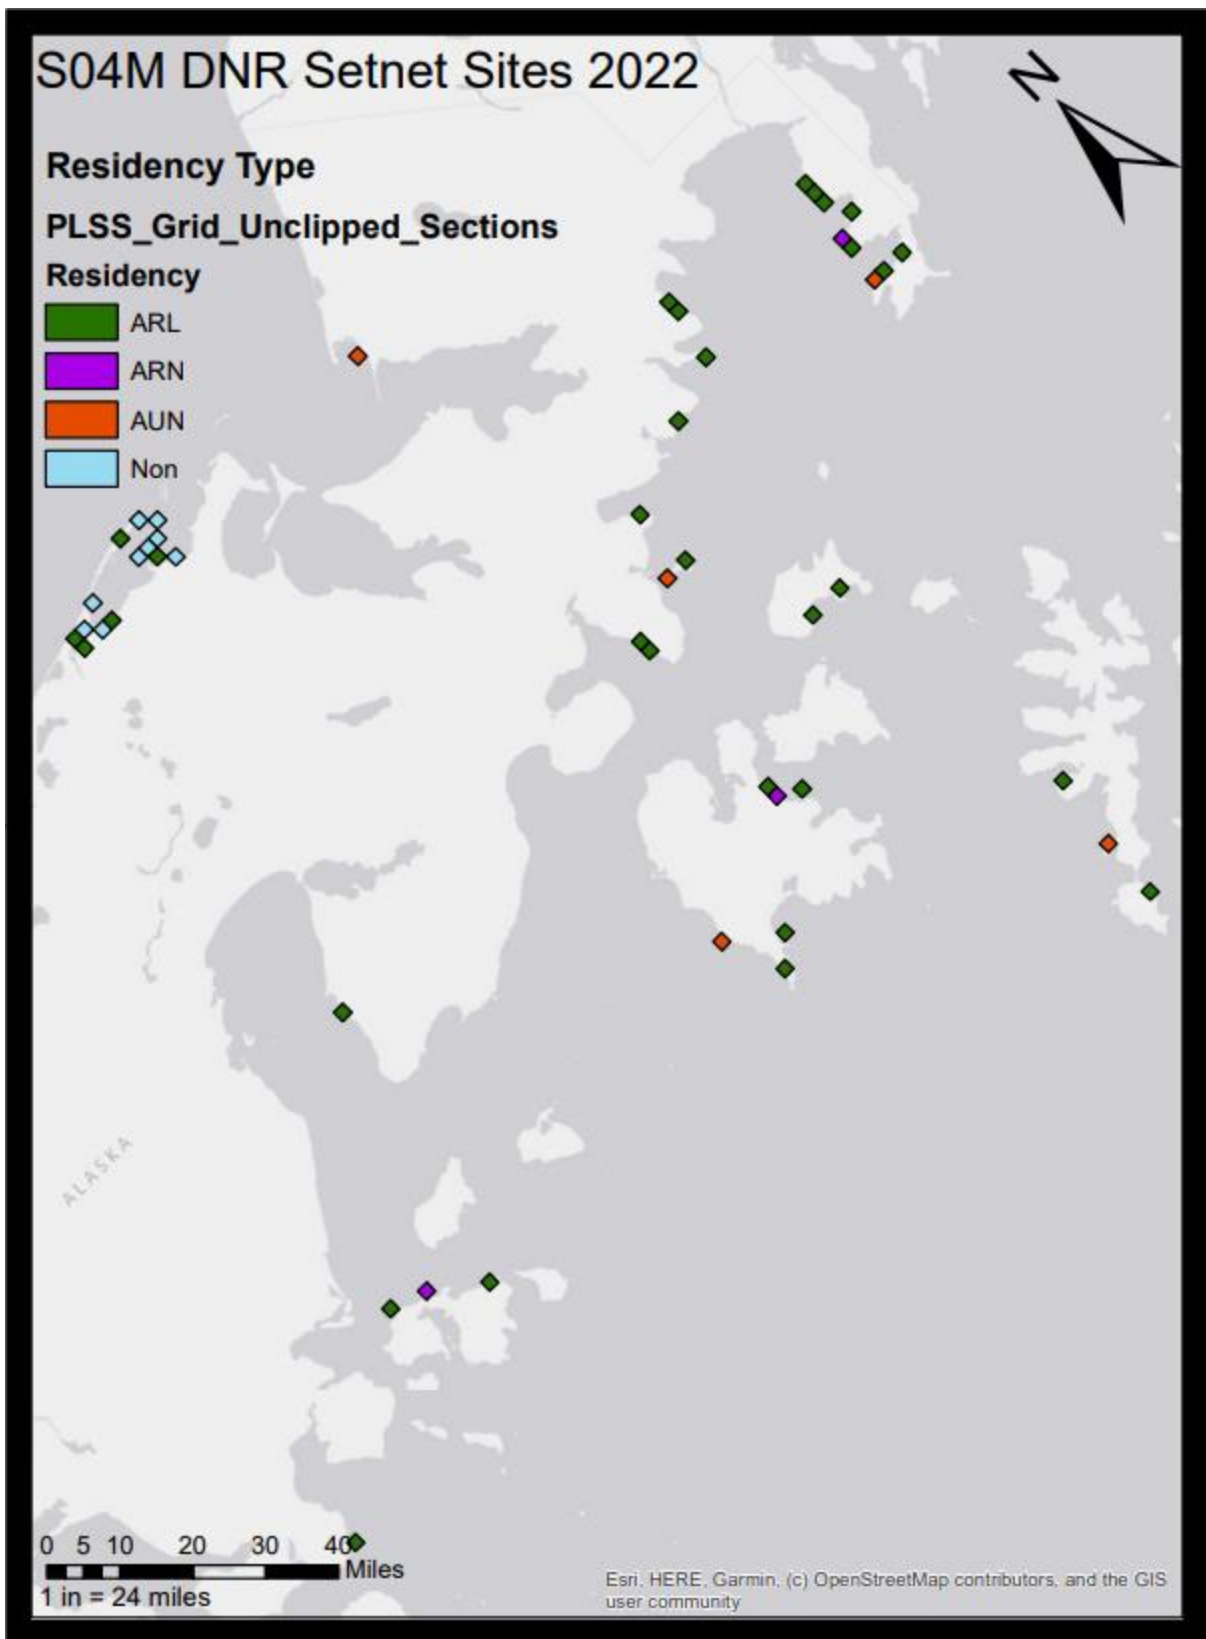 S04M DNR Setnet Sites 2022
N
Residency Type
PLSS_Grid_Unclipped_Sections
Residency
ARL
ARN
AUN
Non
ALASKA
0 5 10 20 30 40
Miles
1 in = 24 miles
Esri, HERE, Garmin, (c) OpenStreetMap contributors, and the GIS
user community